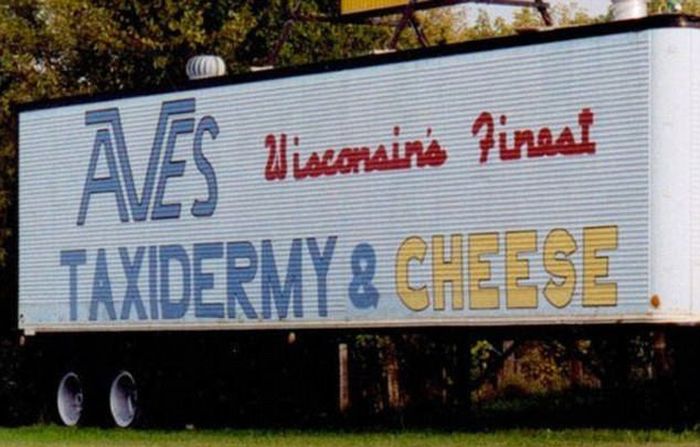 AVES Wisconsin's Finest
TAXIDERMY & CHEESE